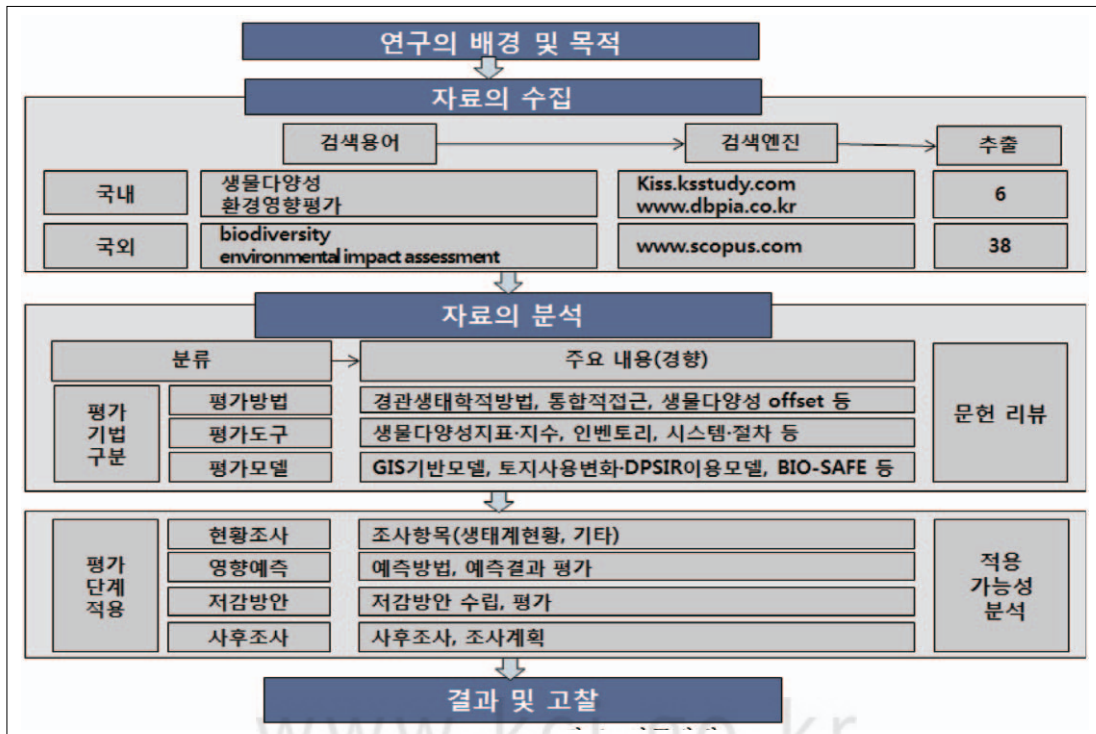 연구의 배경 및 목적
자료의 수집
검색용어 검색엔진 추출
국내
생물다양성
환경영향평가
Kiss.ksstudy.com
www.dbpia.co.kr
6
국외
biodiversity
environmental impact assessment
www.scopus.com
38
자료의 분석
분류 주요 내용(경향)
평가
기법
구분
평가방법 경관생태학적방법, 통합적접근, 생물다양성 offset 등
평가도구 생물다양성지표·지수, 인벤토리, 시스템·절차 등
평가모델 GIS기반모델, 토지사용변화·DPSIR이용모델, BIO-SAFE 등
문헌 리뷰
평가
단계
적용
현황조사 조사항목(생태계현황, 기타)
영향예측 예측방법, 예측결과 평가
저감방안 저감방안 수립, 평가
사후조사 사후조사, 조사계획
적용
가능성
분석
결과 및 고찰
www.kci.go.kr